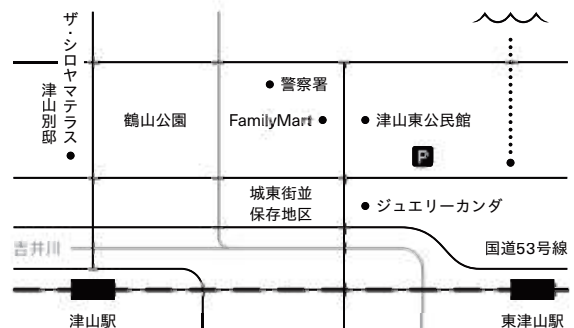 ザ・シロヤマテラス
津山別邸
鶴山公園
警察署
FamilyMart
津山東公民館
P
城東街並
保存地区
ジュエリーカンダ
吉井川
国道53号線
津山駅
東津山駅